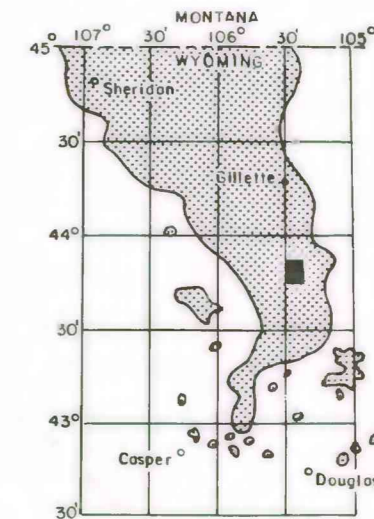 MONTANA
45° 107° 30' 106° 30' 105°
WYOMING
Sheridan
30'
Gillette
44°
30'
43°
Casper
Douglas
30'